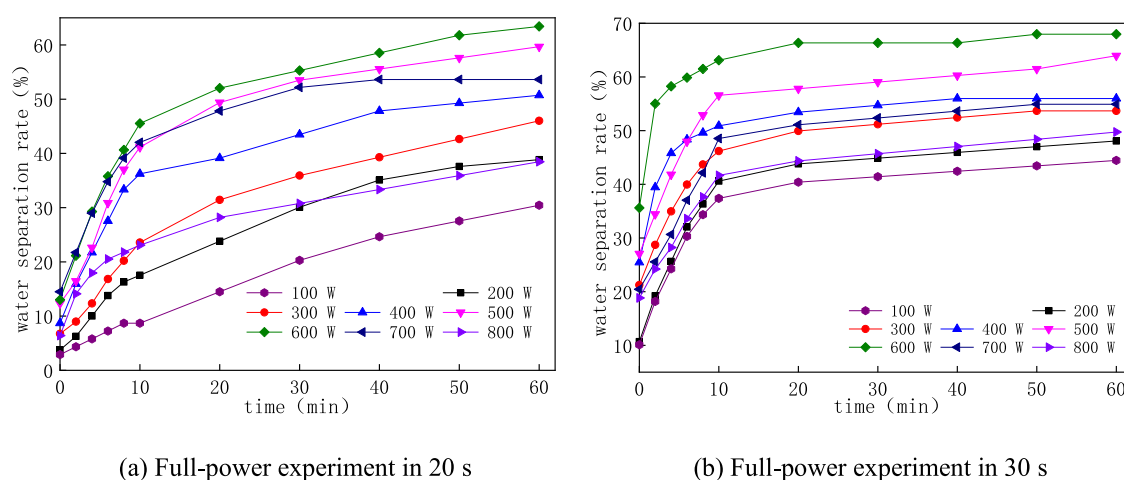 water separation rate (%)
60
50
40
30
20
10
0
100 W
200 W
300 W
400 W
500 W
600 W
700 W
800 W
0
10
20
30
40
50
60
time (min)
(a) Full-power experiment in 20 s
water separation rate (%)
70
60
50
40
30
20
10
100 W
200 W
300 W
400 W
500 W
600 W
700 W
800 W
0
10
20
30
40
50
60
time (min)
(b) Full-power experiment in 30 s